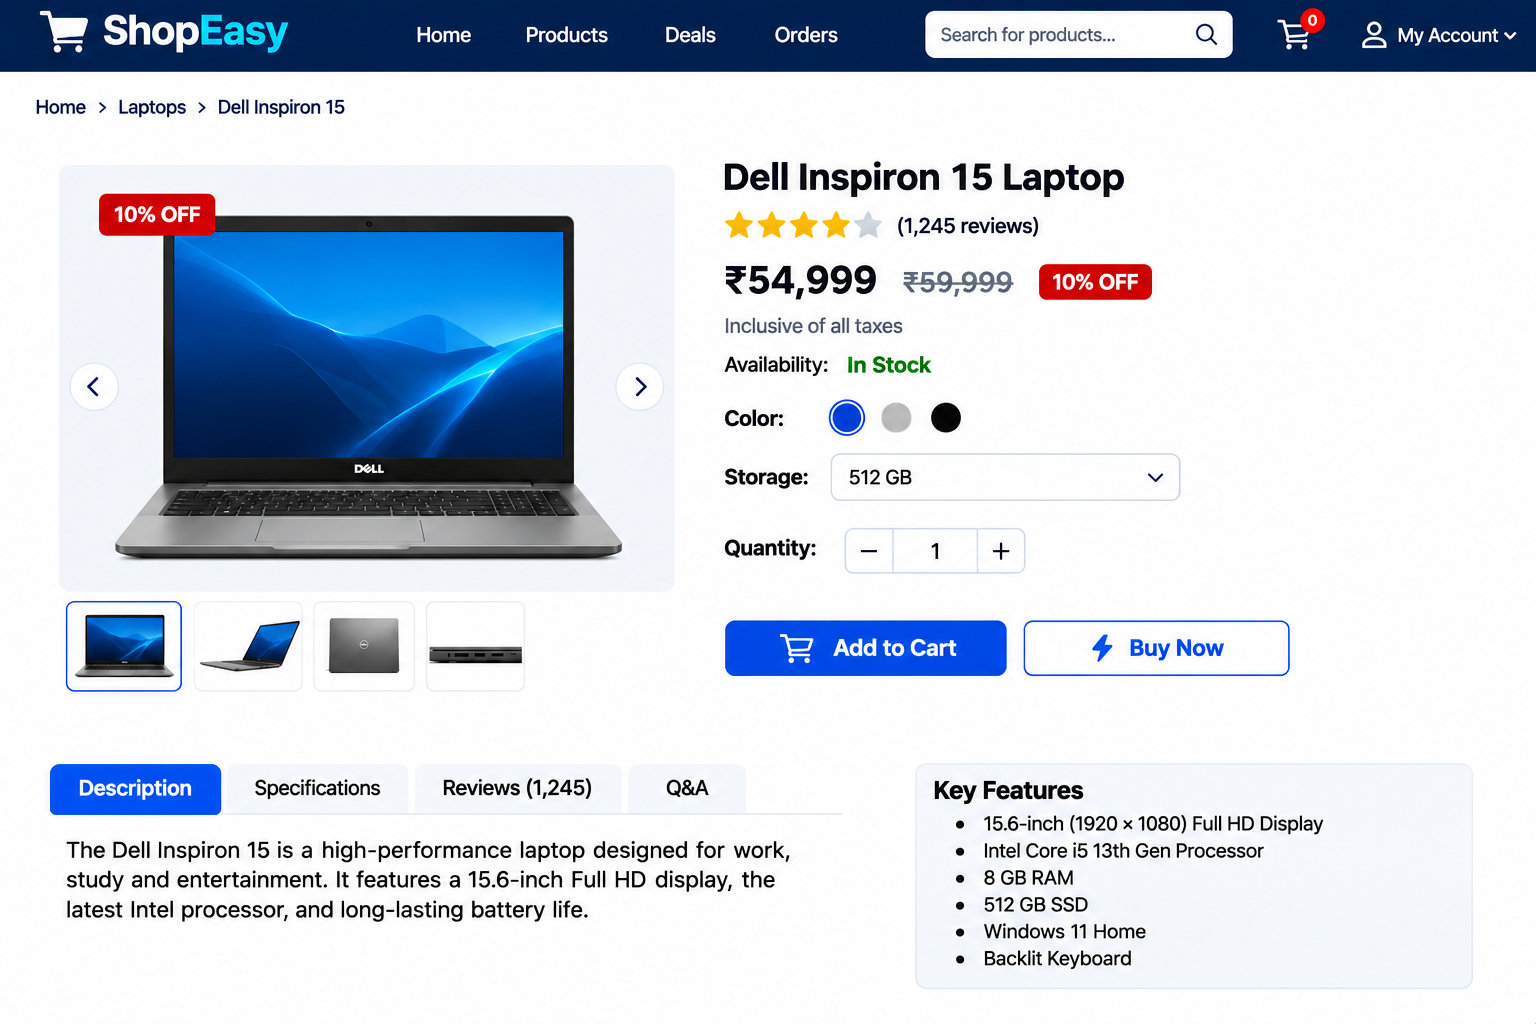 ShopEasy
Home
Products
Deals
Orders
Search for products...
0
My Account
Home > Laptops > Dell Inspiron 15
10% OFF
DELL
Dell Inspiron 15 Laptop
(1,245 reviews)
₹54,999 ₹59,999 10% OFF
Inclusive of all taxes
Availability: In Stock
Color:
Storage: 512 GB
Quantity: − 1 +
Add to Cart
Buy Now
Description
Specifications
Reviews (1,245)
Q&A
The Dell Inspiron 15 is a high-performance laptop designed for work,
study and entertainment. It features a 15.6-inch Full HD display, the
latest Intel processor, and long-lasting battery life.
Key Features
• 15.6-inch (1920 × 1080) Full HD Display
• Intel Core i5 13th Gen Processor
• 8 GB RAM
• 512 GB SSD
• Windows 11 Home
• Backlit Keyboard